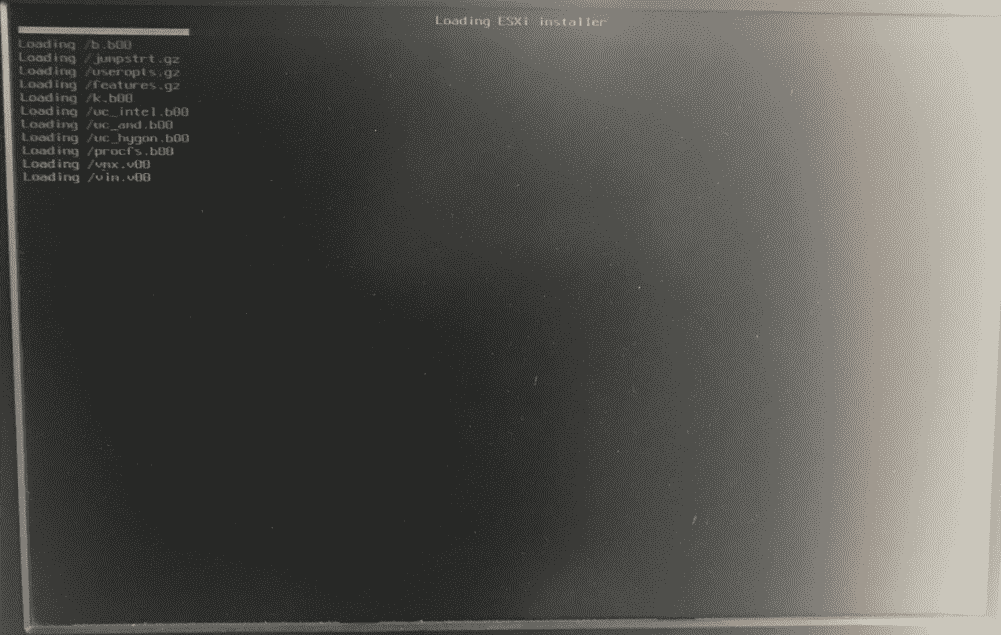 Loading ESXi installer
Loading /b.b00
Loading /jumpstrt.gz
Loading /useropts.gz
Loading /features.gz
Loading /k.b00
Loading /uc_intel.b00
Loading /uc_amd.b00
Loading /uc_hygon.b00
Loading /procfs.b00
Loading /vmx.v00
Loading /vim.v00